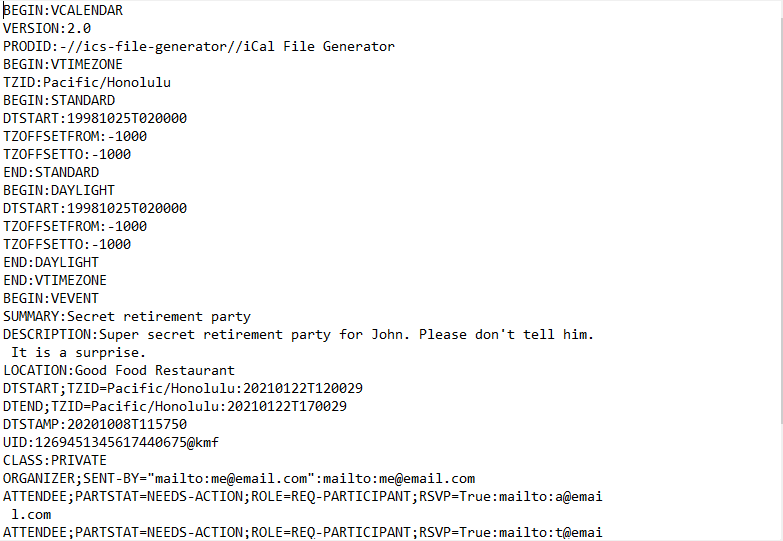 BEGIN:VCALENDAR
VERSION:2.0
PRODID:-//ics-file-generator//iCal File Generator
BEGIN:VTIMEZONE
TZID:Pacific/Honolulu
BEGIN:STANDARD
DTSTART:19981025T020000
TZOFFSETFROM:-1000
TZOFFSETTO:-1000
END:STANDARD
BEGIN:DAYLIGHT
DTSTART:19981025T020000
TZOFFSETFROM:-1000
TZOFFSETTO:-1000
END:DAYLIGHT
END:VTIMEZONE
BEGIN:VEVENT
SUMMARY:Secret retirement party
DESCRIPTION:Super secret retirement party for John. Please don't tell him.
 It is a surprise.
LOCATION:Good Food Restaurant
DTSTART;TZID=Pacific/Honolulu:20210122T120029
DTEND;TZID=Pacific/Honolulu:20210122T170029
DTSTAMP:20201008T115750
UID:1269451345617440675@kmf
CLASS:PRIVATE
ORGANIZER;SENT-BY="mailto:me@email.com":mailto:me@email.com
ATTENDEE;PARTSTAT=NEEDS-ACTION;ROLE=REQ-PARTICIPANT;RSVP=True:mailto:a@emai
 l.com
ATTENDEE;PARTSTAT=NEEDS-ACTION;ROLE=REQ-PARTICIPANT;RSVP=True:mailto:t@emai